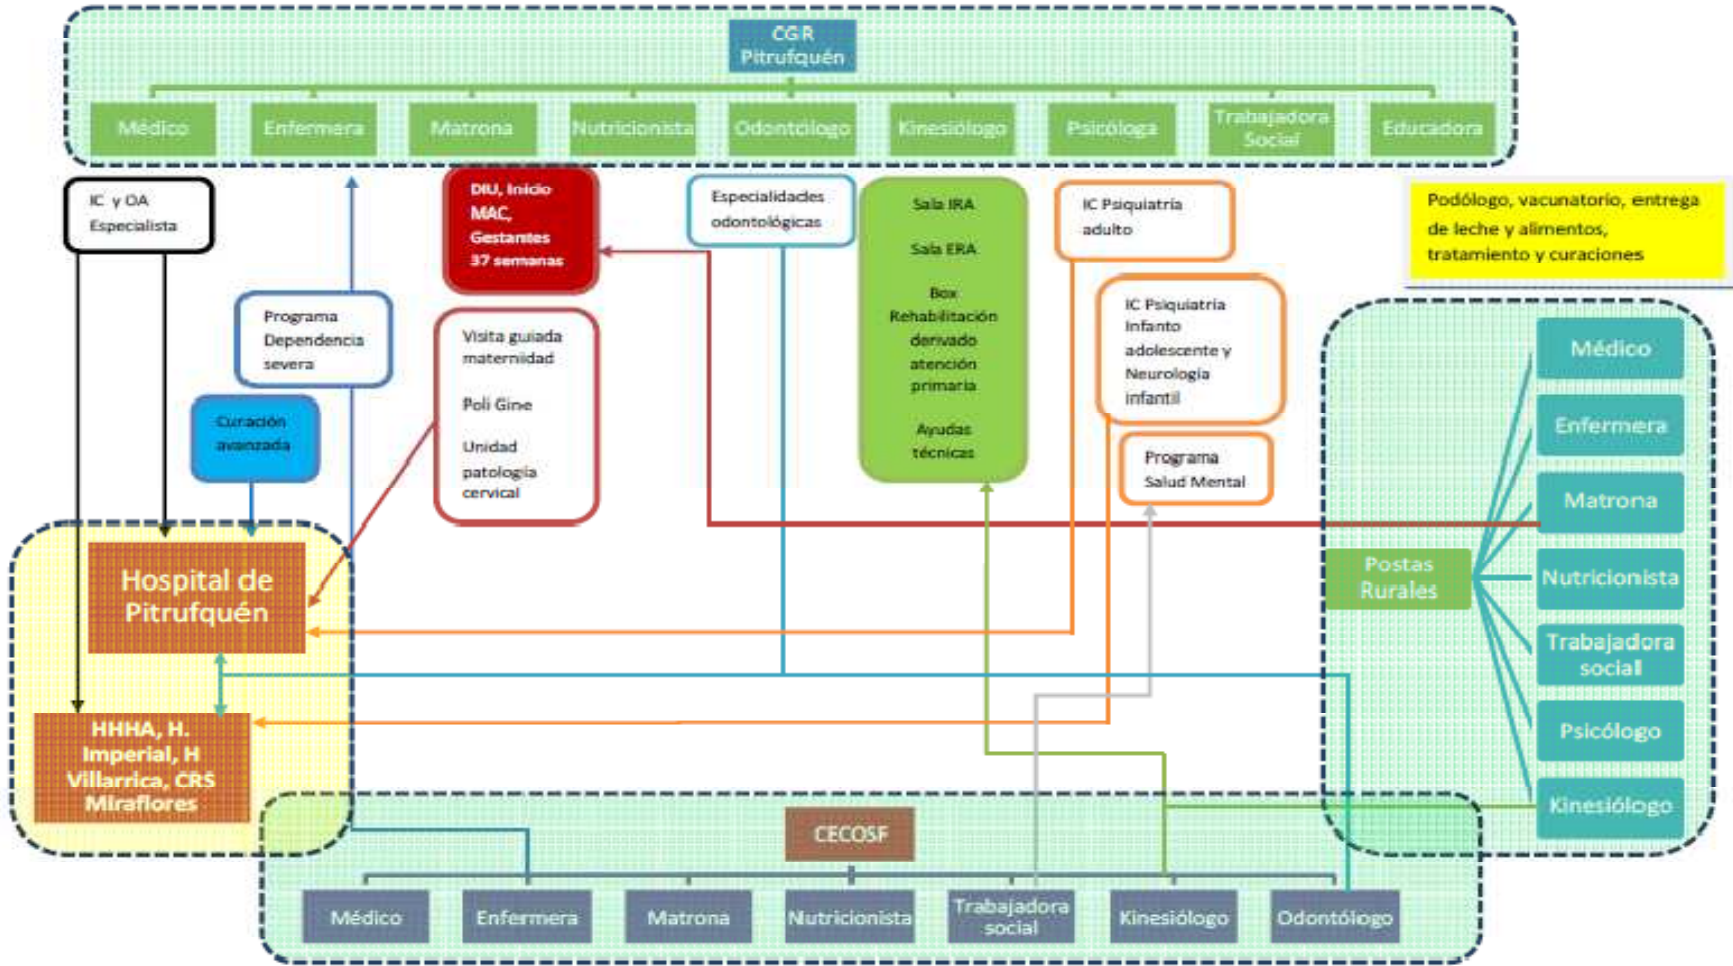 CGR
Pitrufquén
Médico
Enfermera
Matrona
Nutricionista
Odontólogo
Kinesiólogo
Psicóloga
Trabajadora
Social
Educadora
IC y OA
Especialista
DIU, Inicio
MAC,
Gestantes
37 semanas
Especialidades
odontológicas
Sala IRA
Sala ERA
Box
Rehabilitación
derivado
atención
primaria
Ayudas
técnicas
IC Psiquiatría
adulto
Podólogo, vacunatorio, entrega
de leche y alimentos,
tratamiento y curaciones
Programa
Dependencia
severa
Visita guiada
materniidad
Poli Gine
Unidad
patología
cervical
IC Psiquiatría
Infanto
adolescente y
Neurología
infantil
Curación
avanzada
Programa
Salud Mental
Hospital de
Pitrufquén
HHHA, H.
Imperial, H
Villarrica, CRS
Miraflores
Postas
Rurales
Médico
Enfermera
Matrona
Nutricionista
Trabajadora
sociall
Psicólogo
Kinesiólogo
CECOSF
Médico
Enfermera
Matrona
Nutricionista
Trabajadora
social
Kinesiólogo
Odontólogo